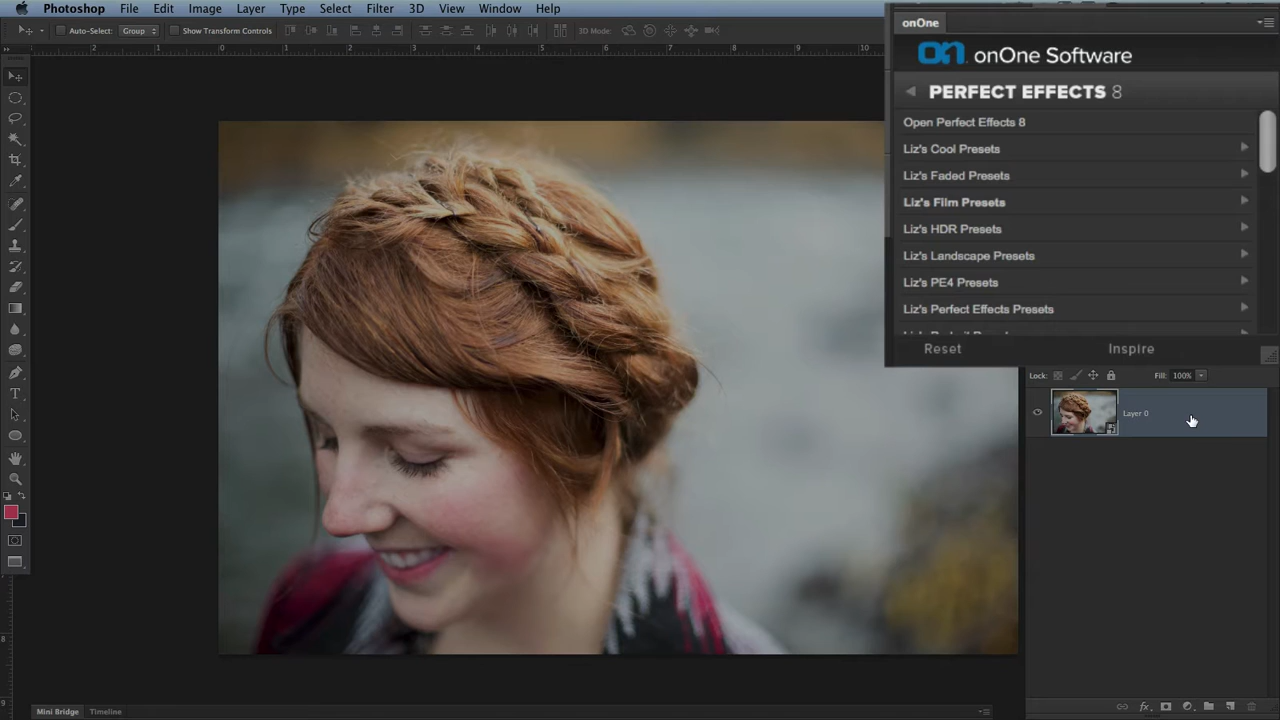 Photoshop File Edit Image Layer Type Select Filter 3D View Window Help
Auto-Select: Group Show Transform Controls 3D Mode:
onOne
on onOne Software
PERFECT EFFECTS 8
Open Perfect Effects 8
Liz's Cool Presets
Liz's Faded Presets
Liz's Film Presets
Liz's HDR Presets
Liz's Landscape Presets
Liz's PE4 Presets
Liz's Perfect Effects Presets
Reset Inspire
Lock: Fill: 100%
Layer 0
Mini Bridge Timeline